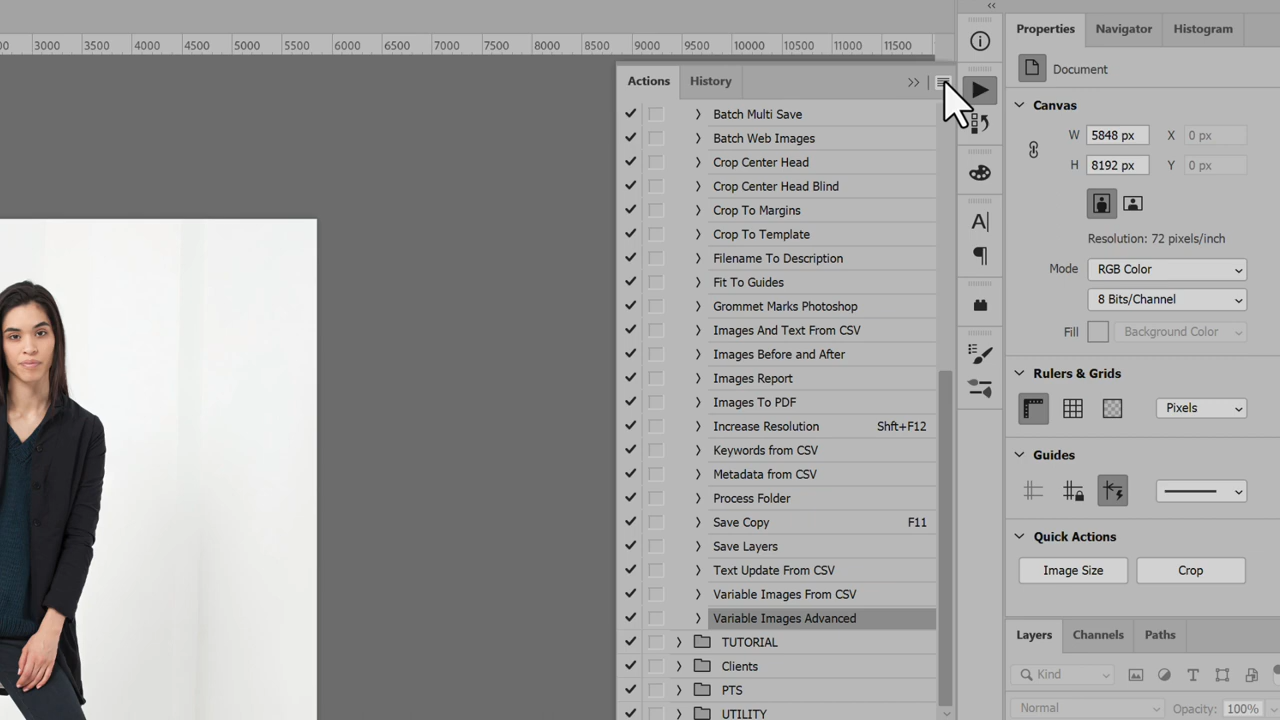 00 3000 3500 4000 4500 5000 5500 6000 6500 7000 7500 8000 8500 9000 9500 10000 10500 11000 11500
Actions History
Batch Multi Save
Batch Web Images
Crop Center Head
Crop Center Head Blind
Crop To Margins
Crop To Template
Filename To Description
Fit To Guides
Grommet Marks Photoshop
Images And Text From CSV
Images Before and After
Images Report
Images To PDF
Increase Resolution Shft+F12
Keywords from CSV
Metadata from CSV
Process Folder
Save Copy F11
Save Layers
Text Update From CSV
Variable Images From CSV
Variable Images Advanced
TUTORIAL
Clients
PTS
UTILITY
Properties Navigator Histogram
Document
Canvas
W 5848 px X 0 px
H 8192 px Y 0 px
Resolution: 72 pixels/inch
Mode RGB Color
8 Bits/Channel
Fill Background Color
Rulers & Grids
Pixels
Guides
Quick Actions
Image Size Crop
Layers Channels Paths
Kind
Normal Opacity: 100%